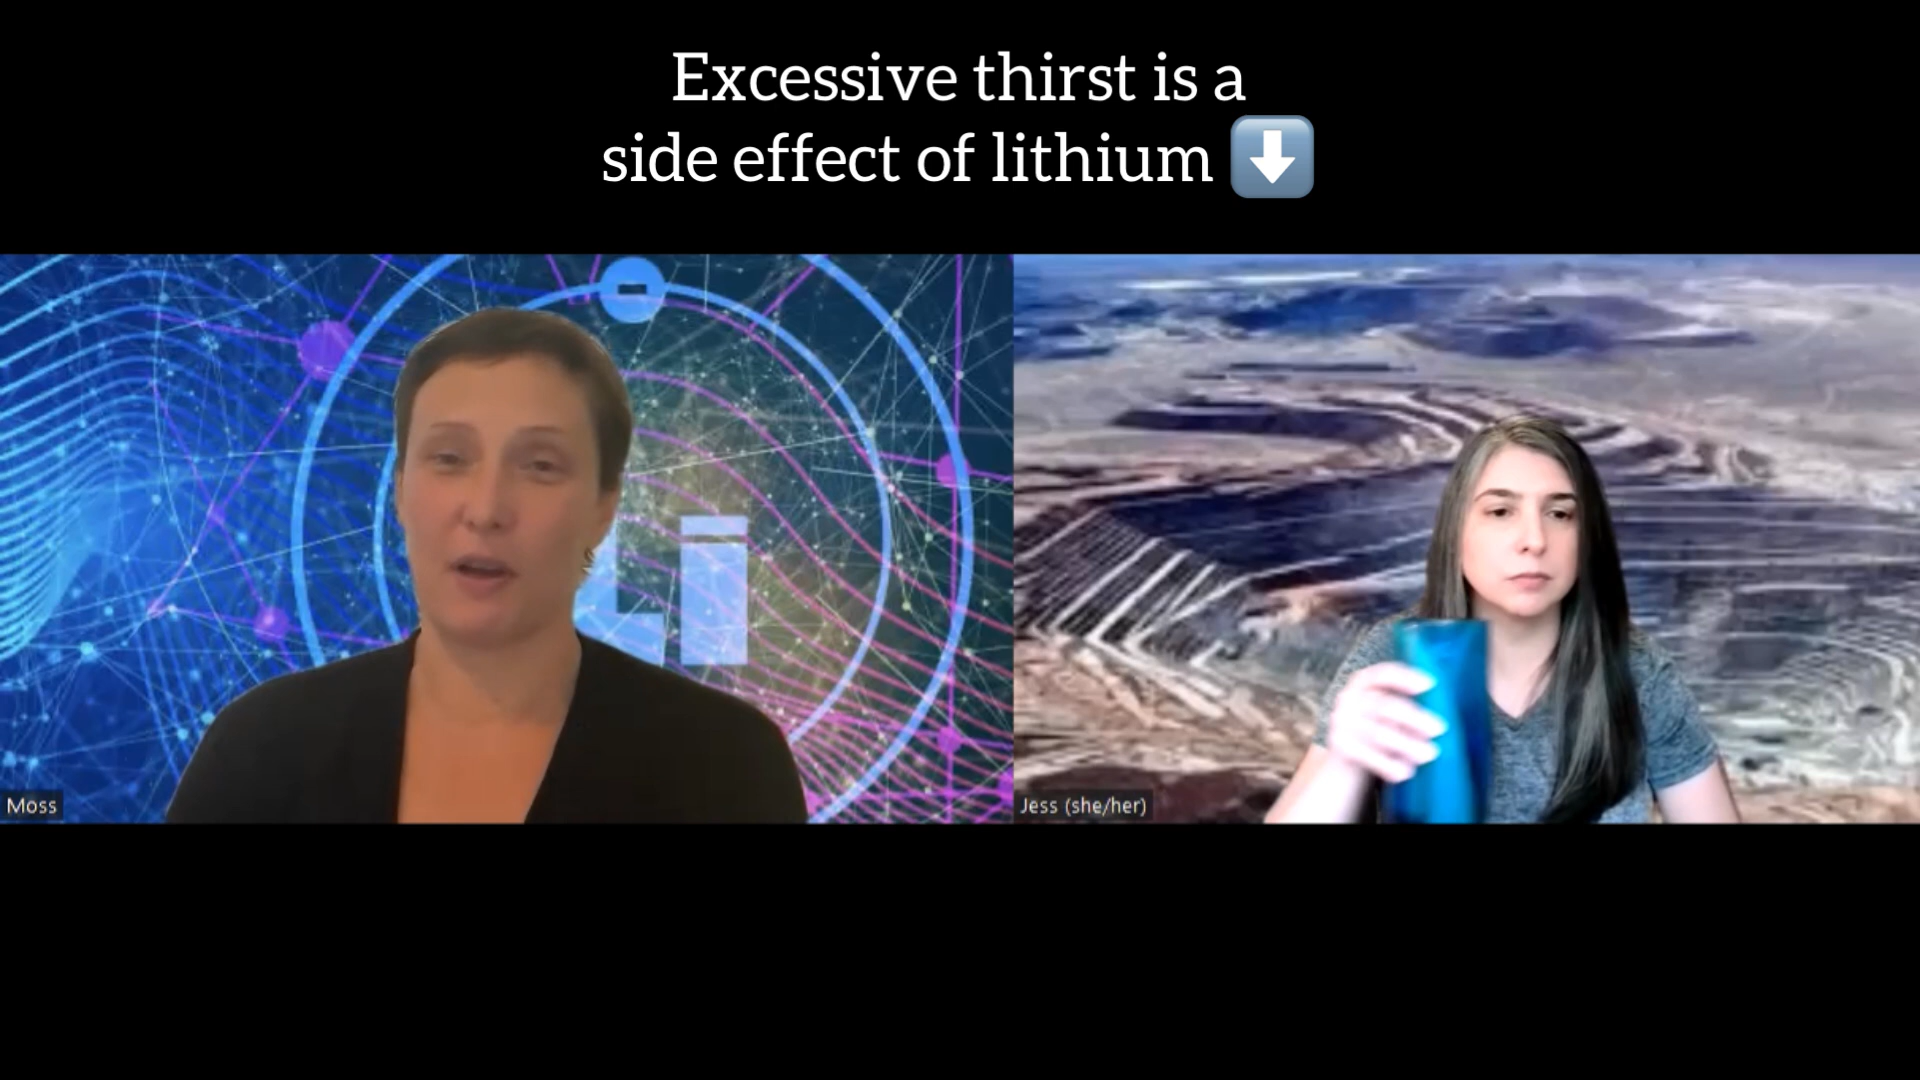 Excessive thirst is a
side effect of lithium ⬇️
Li
Moss
Jess (she/her)